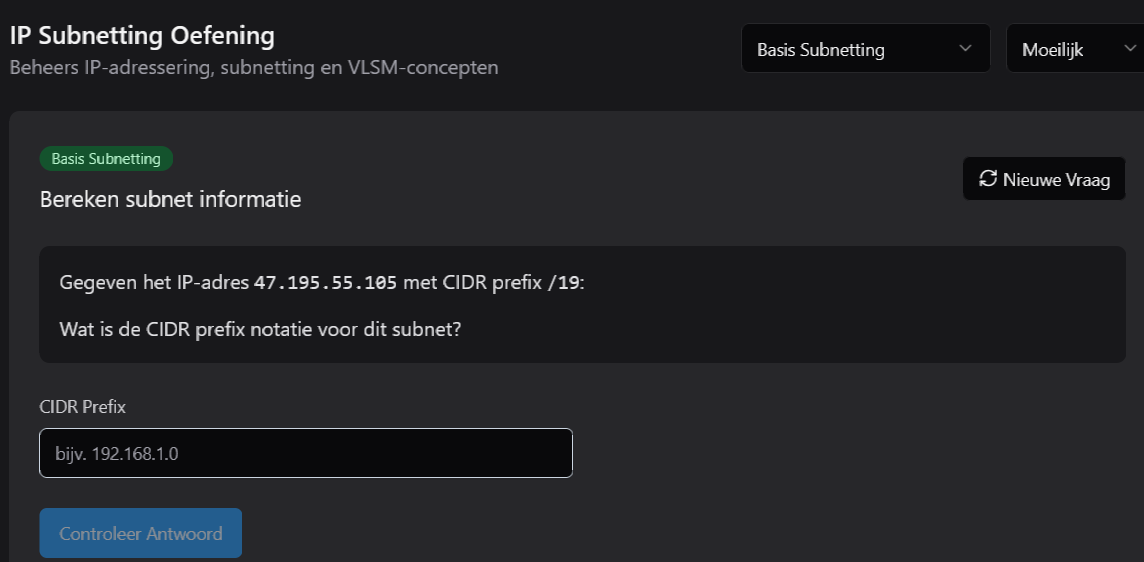 IP Subnetting Oefening
Beheers IP-adressering, subnetting en VLSM-concepten
Basis Subnetting
Moeilijk
Basis Subnetting
Bereken subnet informatie
Nieuwe Vraag
Gegeven het IP-adres 47.195.55.105 met CIDR prefix /19:
Wat is de CIDR prefix notatie voor dit subnet?
CIDR Prefix
bijv. 192.168.1.0
Controleer Antwoord